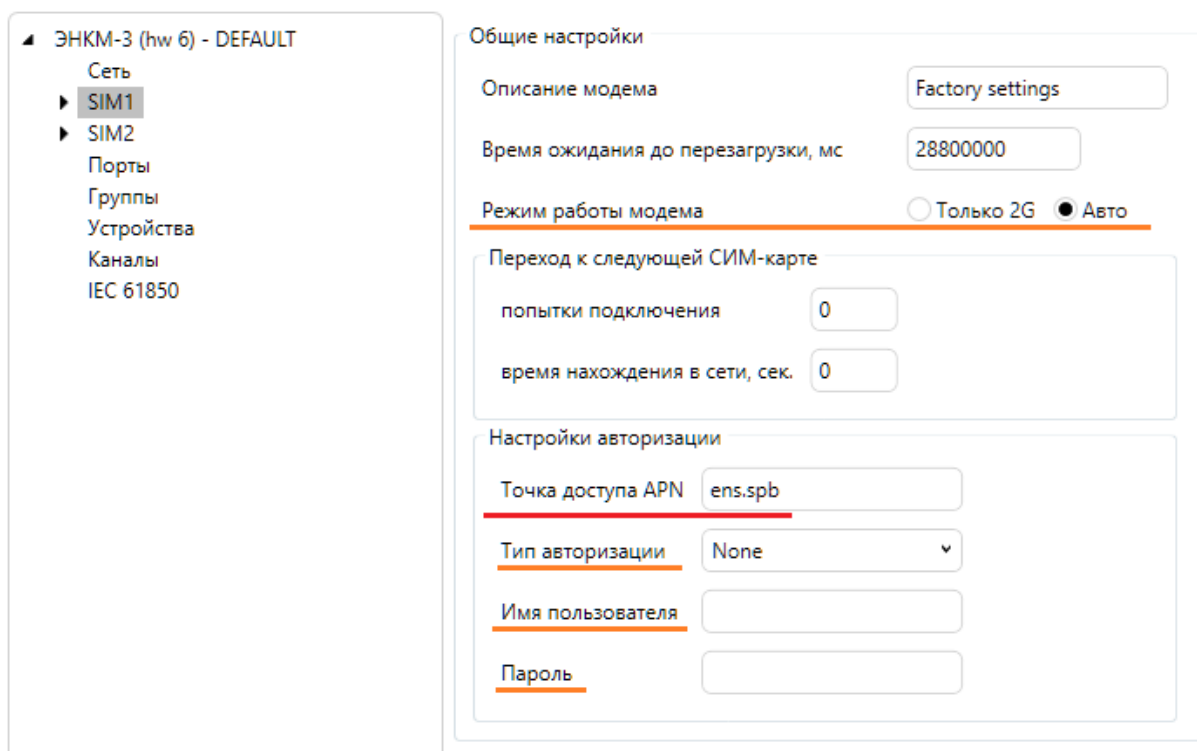 ЭНКМ-3 (hw 6) - DEFAULT
Сеть
SIM1
SIM2
Порты
Группы
Устройства
Каналы
IEC 61850
Общие настройки
Описание модема Factory settings
Время ожидания до перезагрузки, мс 28800000
Режим работы модема Только 2G Авто
Переход к следующей СИМ-карте
попытки подключения 0
время нахождения в сети, сек. 0
Настройки авторизации
Точка доступа APN ens.spb
Тип авторизации None
Имя пользователя
Пароль